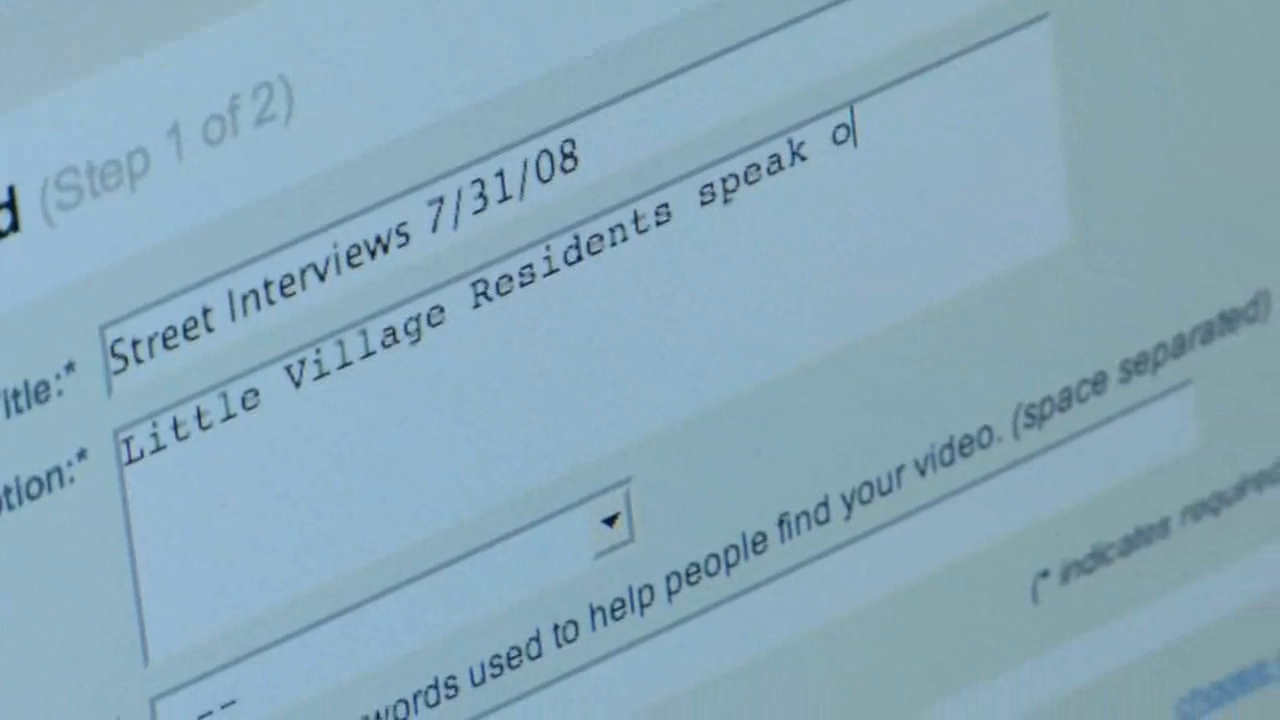 d (Step 1 of 2)
itle:* Street Interviews 7/31/08
tion:* Little Village Residents speak o
--
words used to help people find your video. (space separated)
(* indicates required
choose